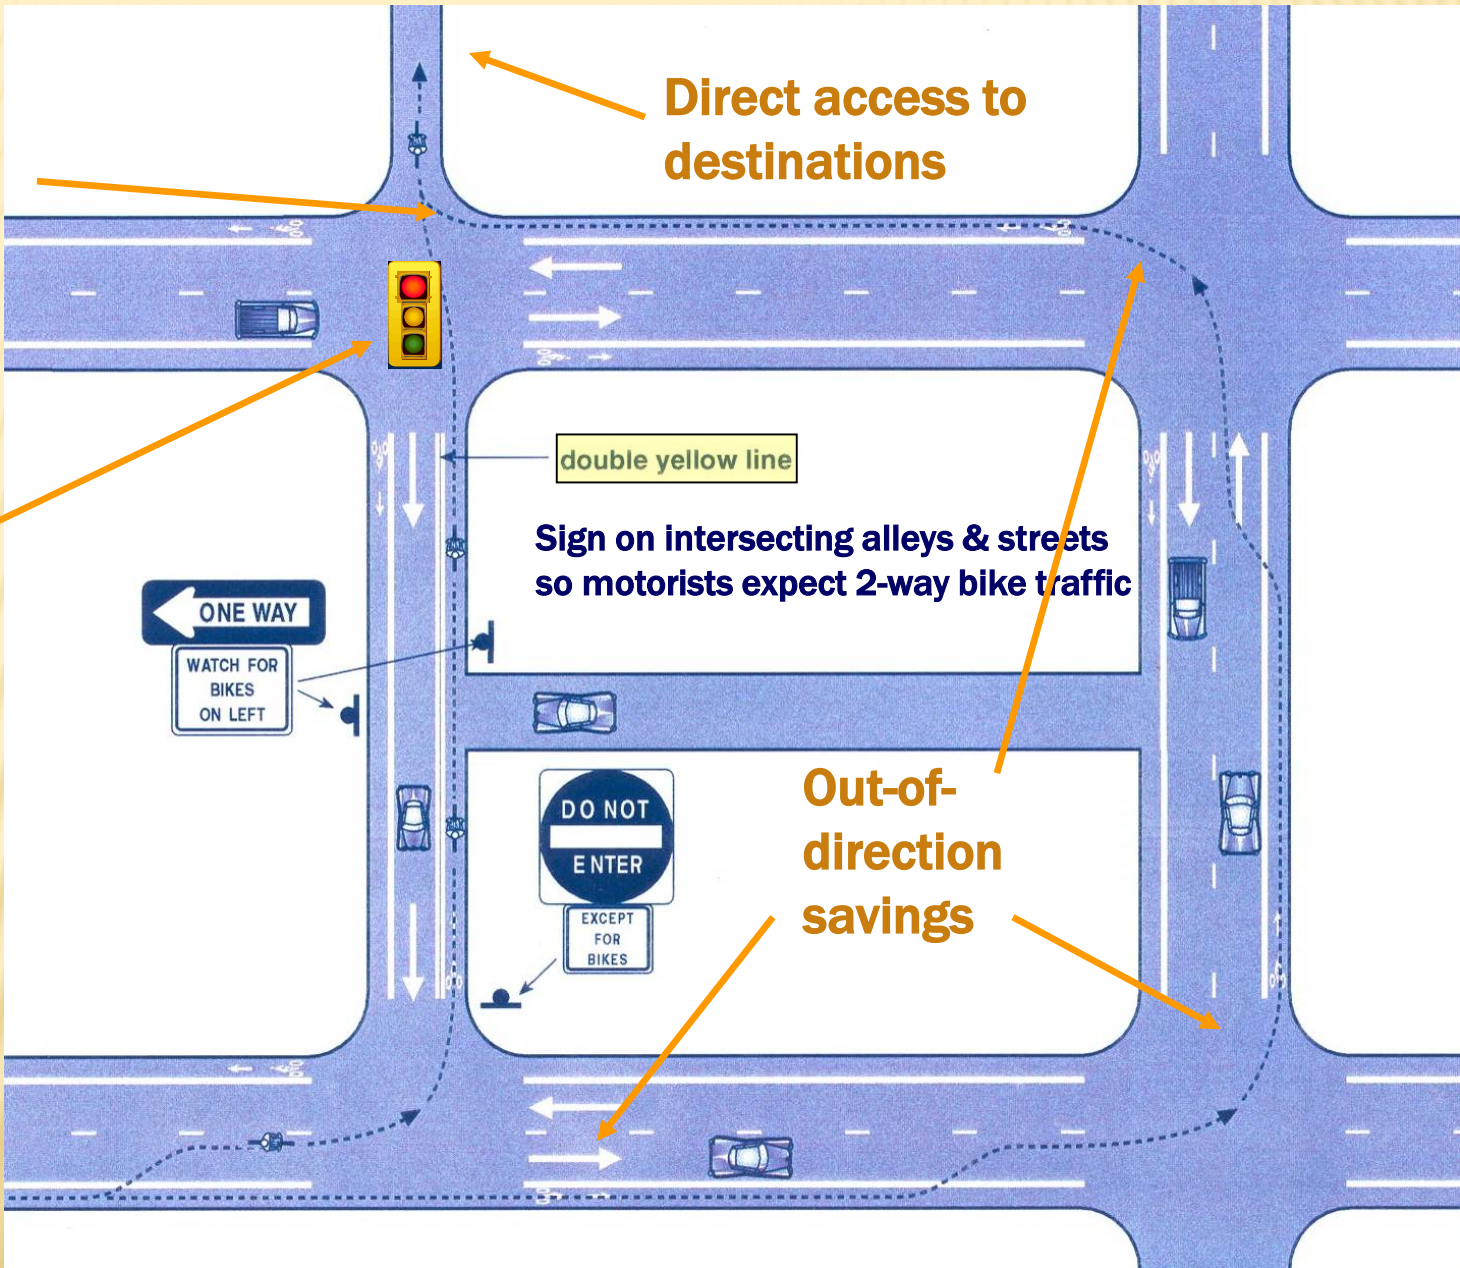 Direct access to
destinations
double yellow line
Sign on intersecting alleys & streets
so motorists expect 2-way bike traffic
ONE WAY
WATCH FOR
BIKES
ON LEFT
Out-of-
direction
savings
DO NOT
ENTER
EXCEPT
FOR
BIKES